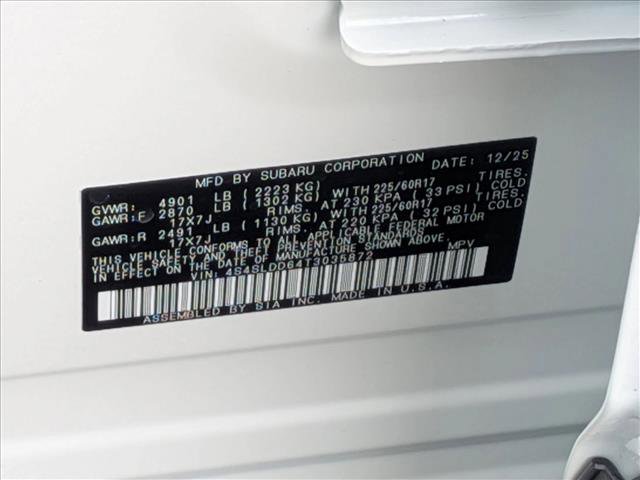 MFD BY SUBARU CORPORATION DATE: 12/25
GVWR: 4901 LB (2223 KG)
GAWR:F 2870 LB (1302 KG) WITH 225/60R17 TIRES.
17X7J RIMS. AT 230 KPA ( 33 PSI) COLD
GAWR:R 2491 LB (1130 KG) WITH 225/60R17 TIRES.
17X7J RIMS. AT 220 KPA ( 32 PSI) COLD
THIS VEHICLE CONFORMS TO ALL APPLICABLE FEDERAL MOTOR
VEHICLE SAFETY AND THEFT PREVENTION STANDARDS
IN EFFECT ON THE DATE OF MANUFACTURE SHOWN ABOVE.
VIN 4S4SLDD64T3035872 MPV
ASSEMBLED BY SIA INC. MADE IN U.S.A.